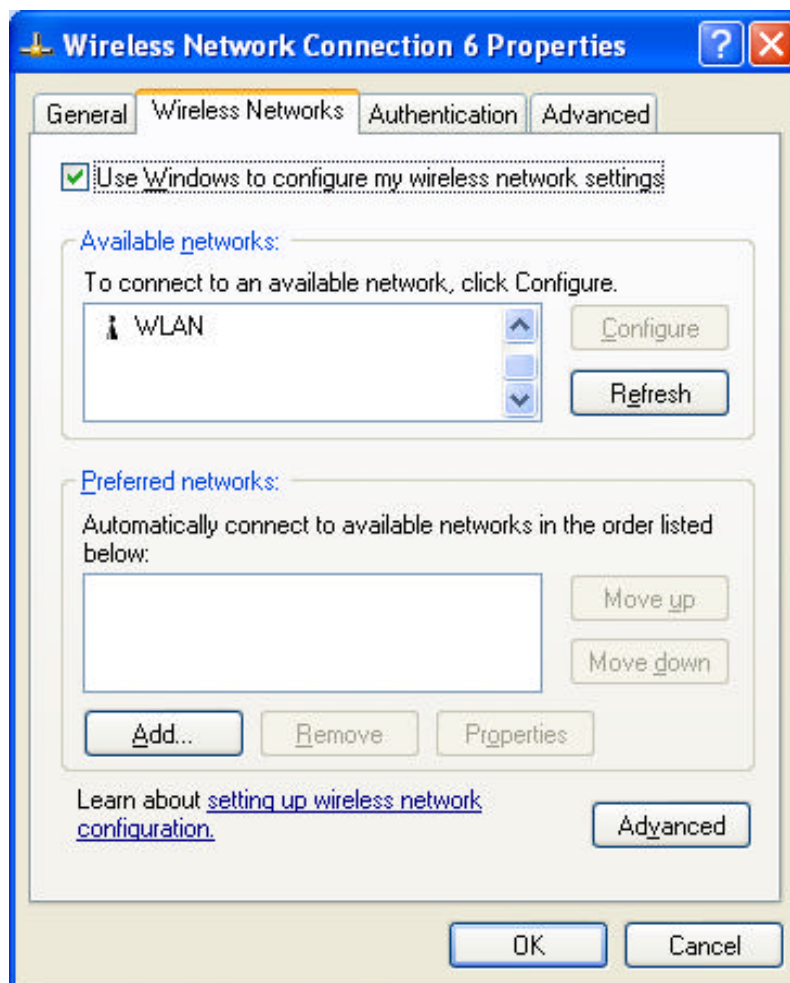 Wireless Network Connection 6 Properties
General Wireless Networks Authentication Advanced
Use Windows to configure my wireless network settings
Available networks:
To connect to an available network, click Configure.
WLAN
Configure
Refresh
Preferred networks:
Automatically connect to available networks in the order listed
below:
Move up
Move down
Add... Remove Properties
Learn about setting up wireless network
configuration.
Advanced
OK Cancel